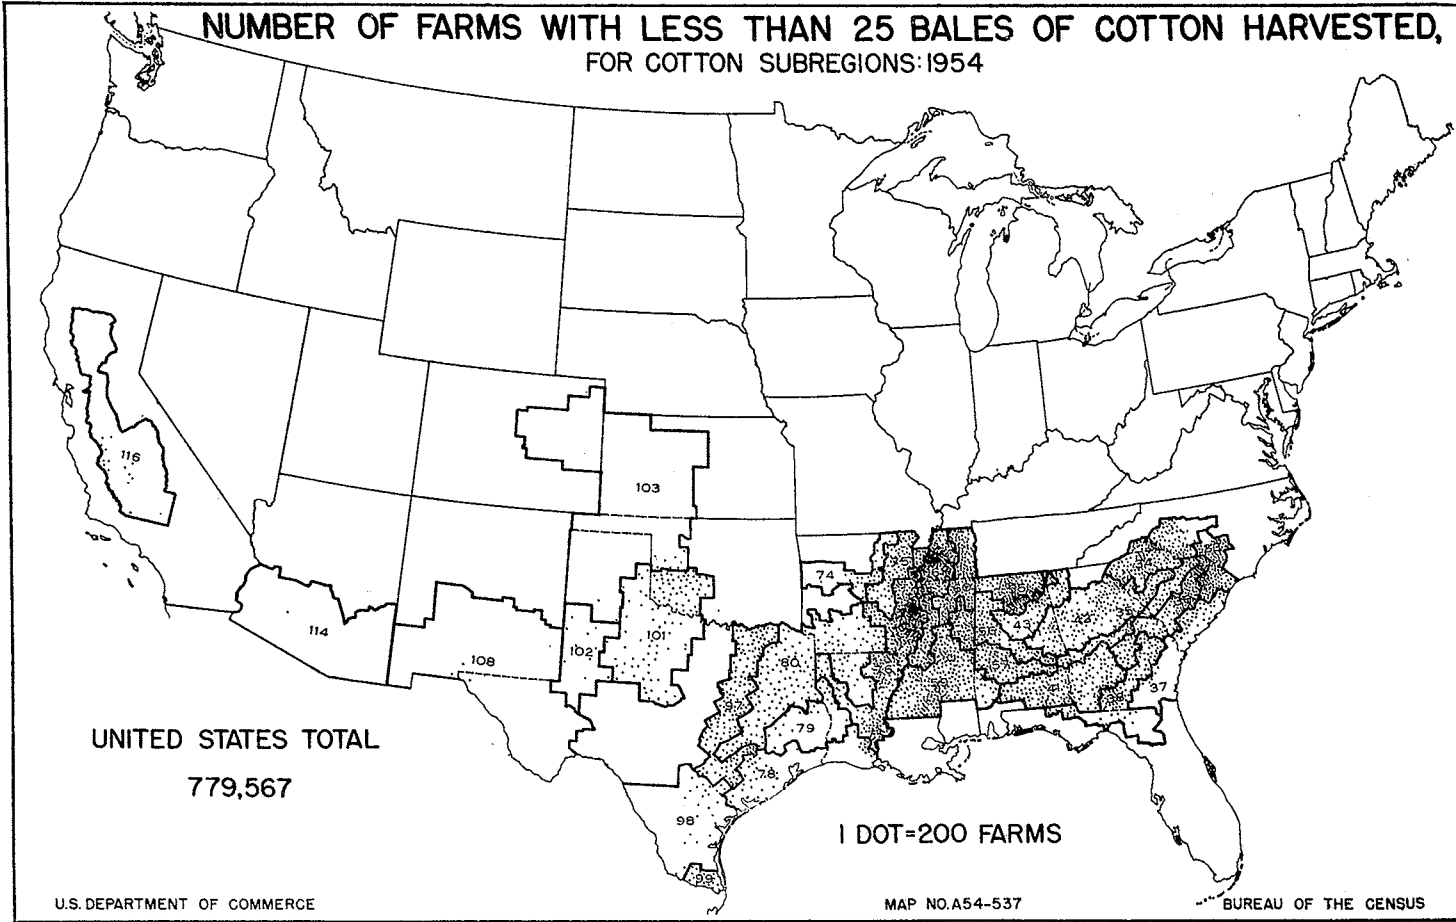 NUMBER OF FARMS WITH LESS THAN 25 BALES OF COTTON HARVESTED,
FOR COTTON SUBREGIONS: 1954
116
103
74
114
108
102
101
80
43
37
79
78
98
99
UNITED STATES TOTAL
779,567
1 DOT=200 FARMS
U.S. DEPARTMENT OF COMMERCE
MAP NO. A54-537
BUREAU OF THE CENSUS